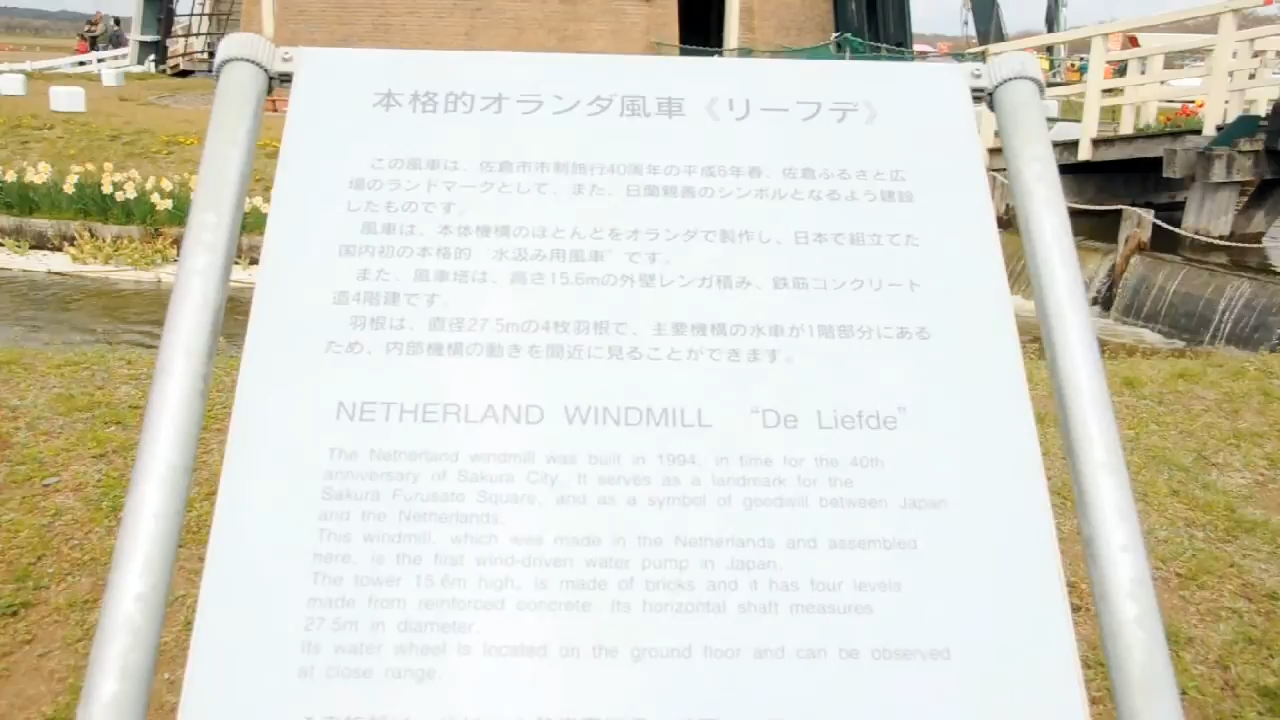 本格的オランダ風車《リーフデ》
この風車は、佐倉市市制施行40周年の平成6年春、佐倉ふるさと広
場のランドマークとして、また、日蘭親善のシンボルとなるよう建設
したものです。
風車は、本体機構のほとんどをオランダで製作し、日本で組立てた
国内初の本格的“水汲み用風車”です。
また、風車塔は、高さ15.6mの外壁レンガ積み、鉄筋コンクリート
造4階建です。
羽根は、直径27.5mの4枚羽根で、主要機構の水車が1階部分にある
ため、内部機構の動きを間近に見ることができます。
NETHERLAND WINDMILL “De Liefde”
The Netherland windmill was built in 1994, in time for the 40th
anniversary of Sakura City. It serves as a landmark for the
Sakura Furusato Square, and as a symbol of goodwill between Japan
and the Netherlands.
This windmill, which was made in the Netherlands and assembled
here, is the first wind-driven water pump in Japan.
The tower 15.6m high, is made of bricks and it has four levels
made from reinforced concrete. Its horizontal shaft measures
27.5m in diameter.
Its water wheel is located on the ground floor and can be observed
at close range.